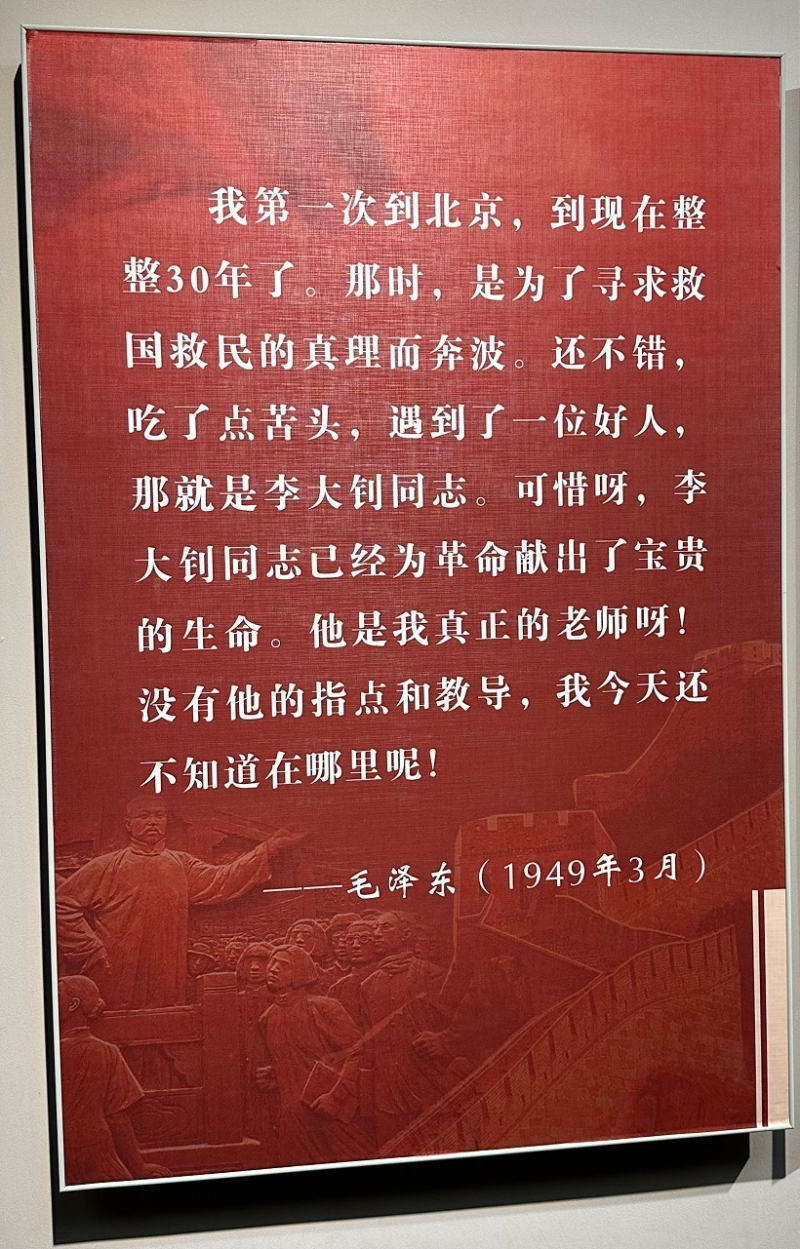 我第一次到北京，到现在整
整30年了。那时，是为了寻求救
国救民的真理而奔波。还不错，
吃了点苦头，遇到了一位好人，
那就是李大钊同志。可惜呀，李
大钊同志已经为革命献出了宝贵
的生命。他是我真正的老师呀！
没有他的指点和教导，我今天还
不知道在哪里呢！
——毛泽东（1949年3月）